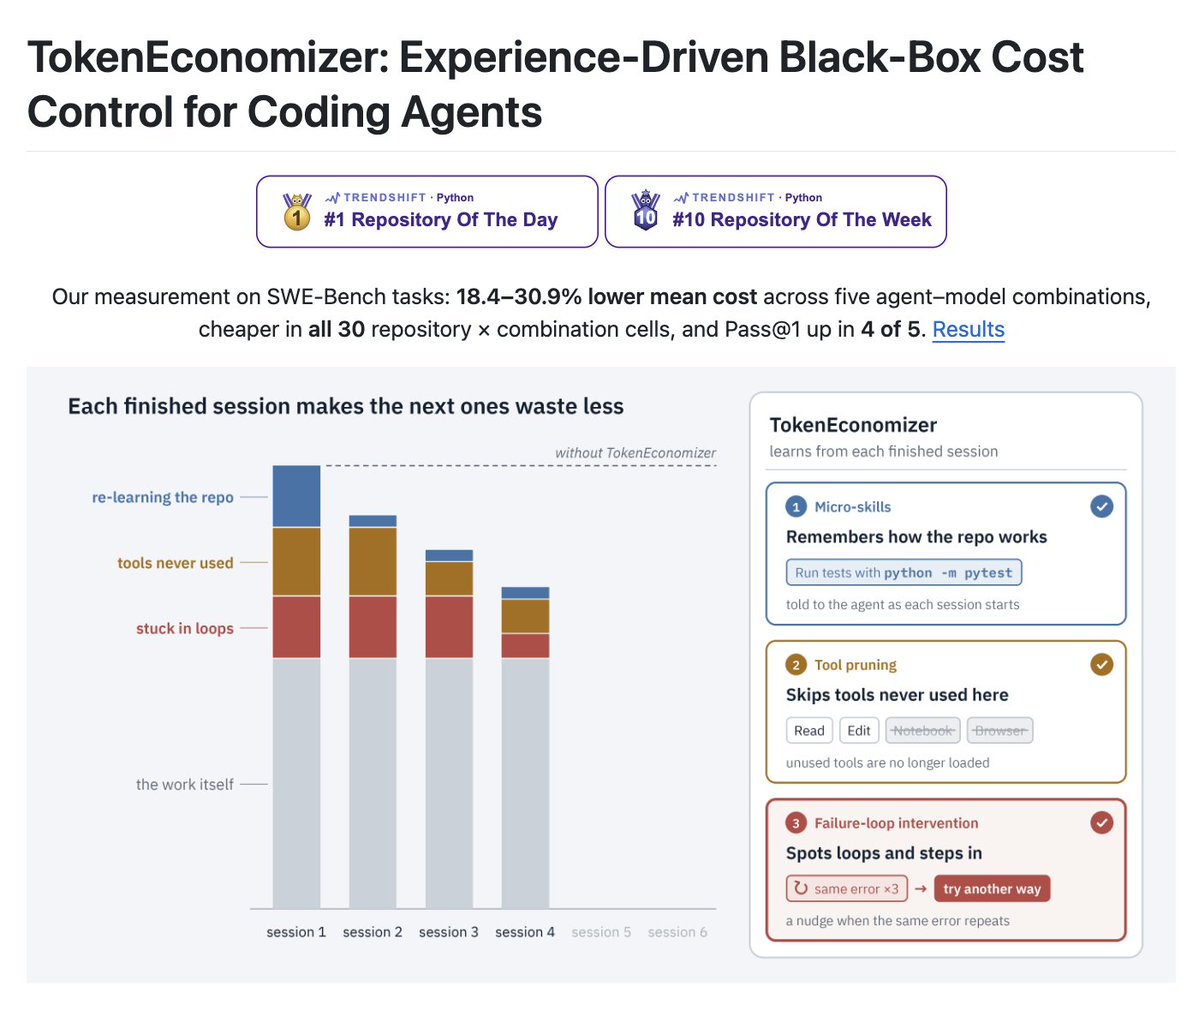 TokenEconomizer: Experience-Driven Black-Box Cost
Control for Coding Agents
1
TRENDSHIFT · Python
#1 Repository Of The Day
10
TRENDSHIFT · Python
#10 Repository Of The Week
Our measurement on SWE-Bench tasks: 18.4–30.9% lower mean cost across five agent–model combinations,
cheaper in all 30 repository × combination cells, and Pass@1 up in 4 of 5. Results
Each finished session makes the next ones waste less
without TokenEconomizer
re-learning the repo
tools never used
stuck in loops
the work itself
session 1 session 2 session 3 session 4 session 5 session 6
TokenEconomizer
learns from each finished session
1 Micro-skills
Remembers how the repo works
Run tests with python -m pytest
told to the agent as each session starts
2 Tool pruning
Skips tools never used here
Read Edit Notebook Browser
unused tools are no longer loaded
3 Failure-loop intervention
Spots loops and steps in
same error ×3 → try another way
a nudge when the same error repeats